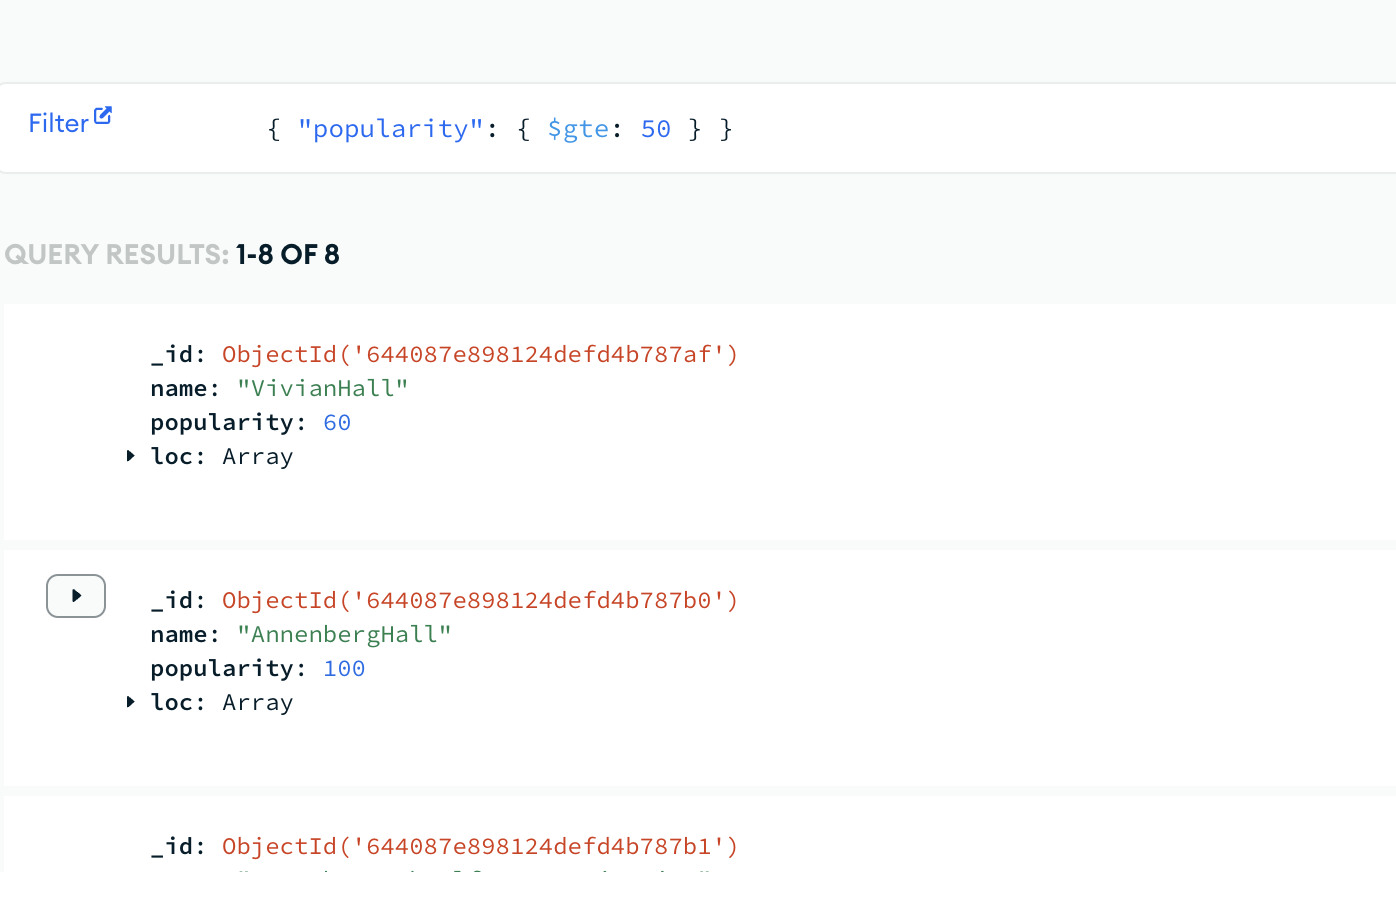 Filter
{ "popularity": { $gte: 50 } }
QUERY RESULTS: 1-8 OF 8
_id: ObjectId('644087e898124defd4b787af')
name: "VivianHall"
popularity: 60
loc: Array
_id: ObjectId('644087e898124defd4b787b0')
name: "AnnenbergHall"
popularity: 100
loc: Array
_id: ObjectId('644087e898124defd4b787b1')